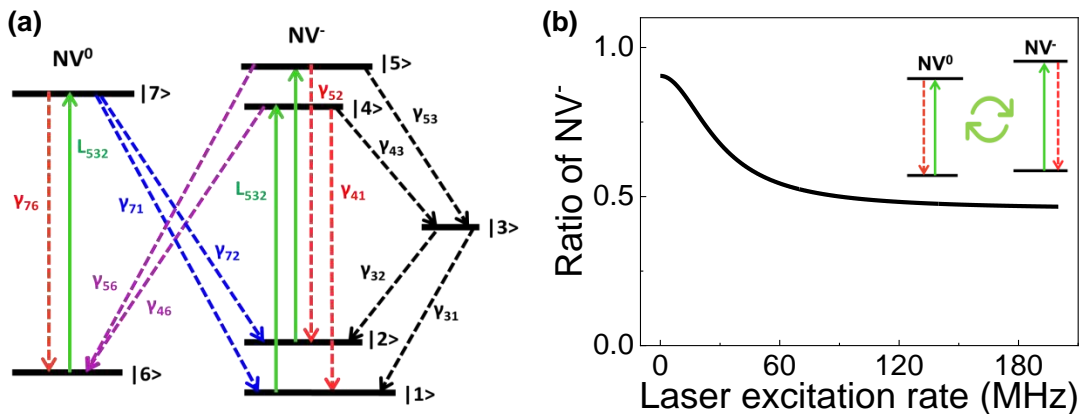 (a)
NV⁰
NV⁻
|5>
|7>
γ₅₂
|4>
γ₅₃
L₅₃₂
γ₄₃
γ₇₆
γ₇₁
L₅₃₂
γ₄₁
|3>
γ₇₂
γ₅₆
γ₃₂
γ₄₆
γ₃₁
|2>
|6>
|1>
(b)
1.0
0.5
0.0
Ratio of NV⁻
NV⁰
NV⁻
0
60
120
180
Laser excitation rate (MHz)